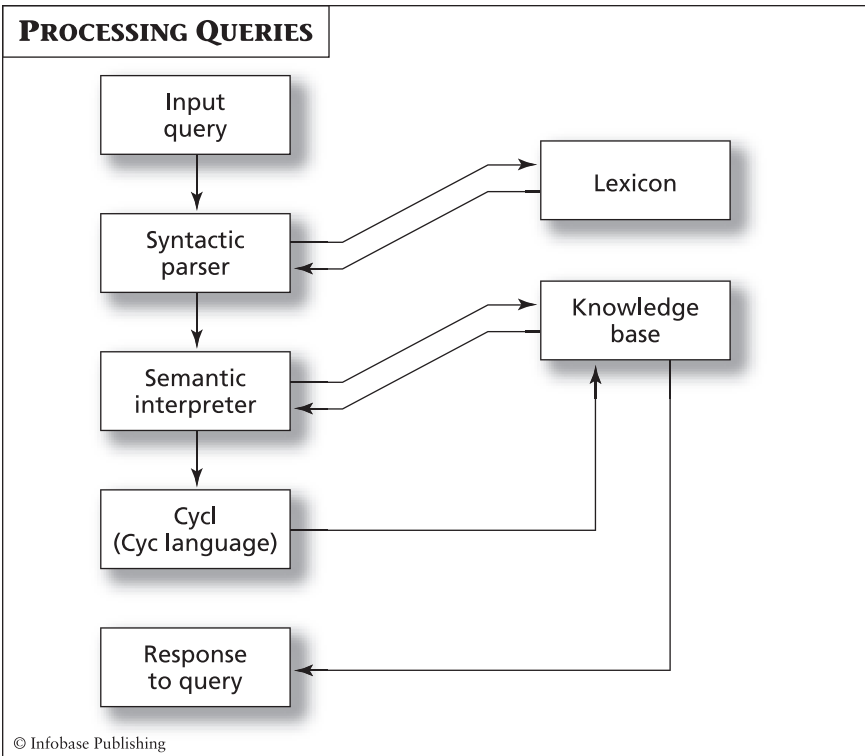 PROCESSING QUERIES
Input
query
Syntactic
parser
Lexicon
Knowledge
base
Semantic
interpreter
Cycl
(Cyc language)
Response
to query
© Infobase Publishing